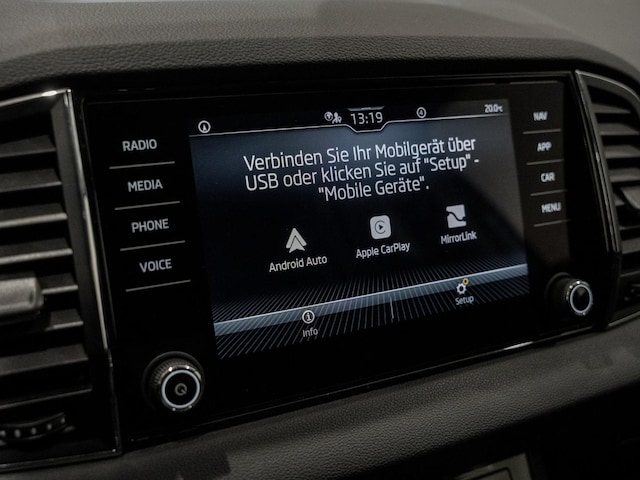 13:19
20.0°C
RADIO
MEDIA
PHONE
VOICE
Verbinden Sie Ihr Mobilgerät über
USB oder klicken Sie auf "Setup" -
"Mobile Geräte".
Android Auto
Apple CarPlay
MirrorLink
Info
Setup
NAV
APP
CAR
MENU